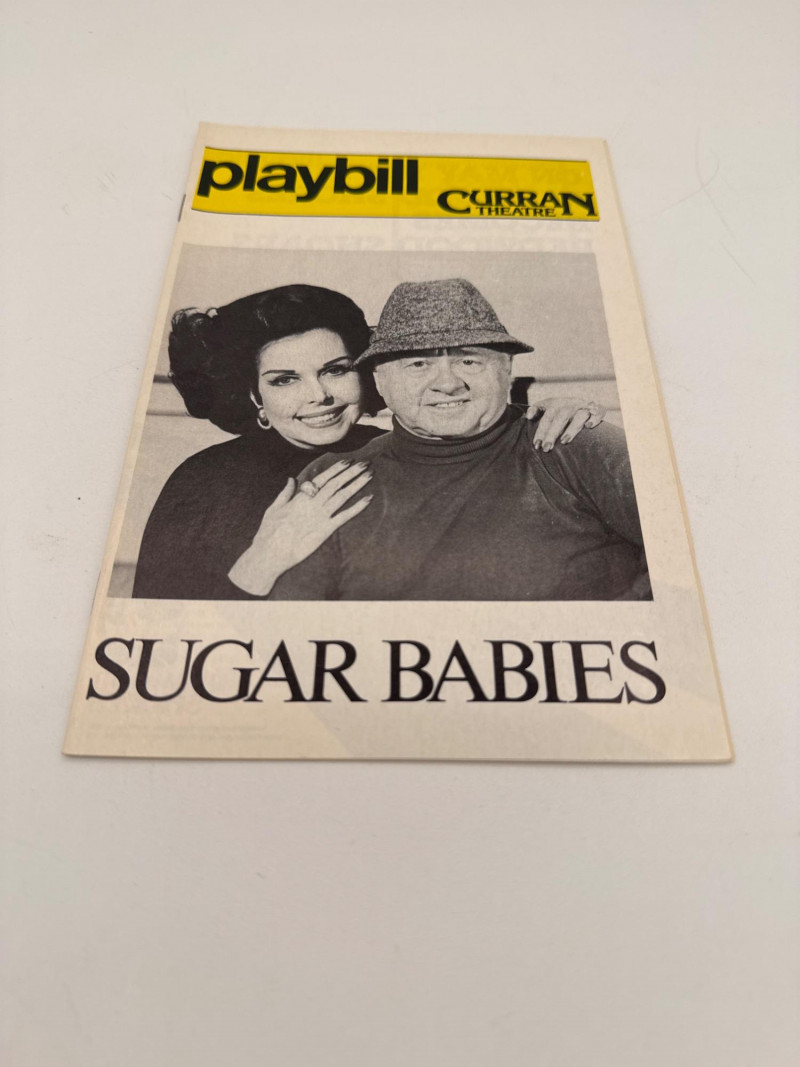 playbill
CURRAN
THEATRE
SUGAR BABIES